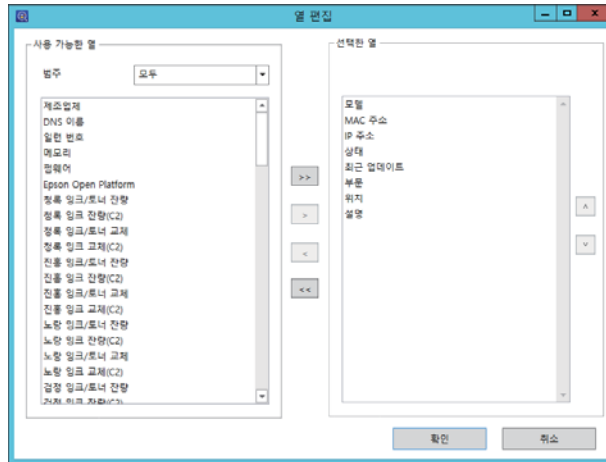 열 편집
사용 가능한 열
범주
모두
제조업체
DNS 이름
일련 번호
메모리
펌웨어
Epson Open Platform
청록 잉크/토너 잔량
청록 잉크 잔량(C2)
청록 잉크/토너 교체
청록 잉크 교체(C2)
진홍 잉크/토너 잔량
진홍 잉크 잔량(C2)
진홍 잉크/토너 교체
진홍 잉크 교체(C2)
노랑 잉크/토너 잔량
노랑 잉크 잔량(C2)
노랑 잉크/토너 교체
노랑 잉크 교체(C2)
검정 잉크/토너 잔량
검정 잉크 잔량(C2)
>>
>
<
<<
선택한 열
모델
MAC 주소
IP 주소
상태
최근 업데이트
부문
위치
설명
확인
취소